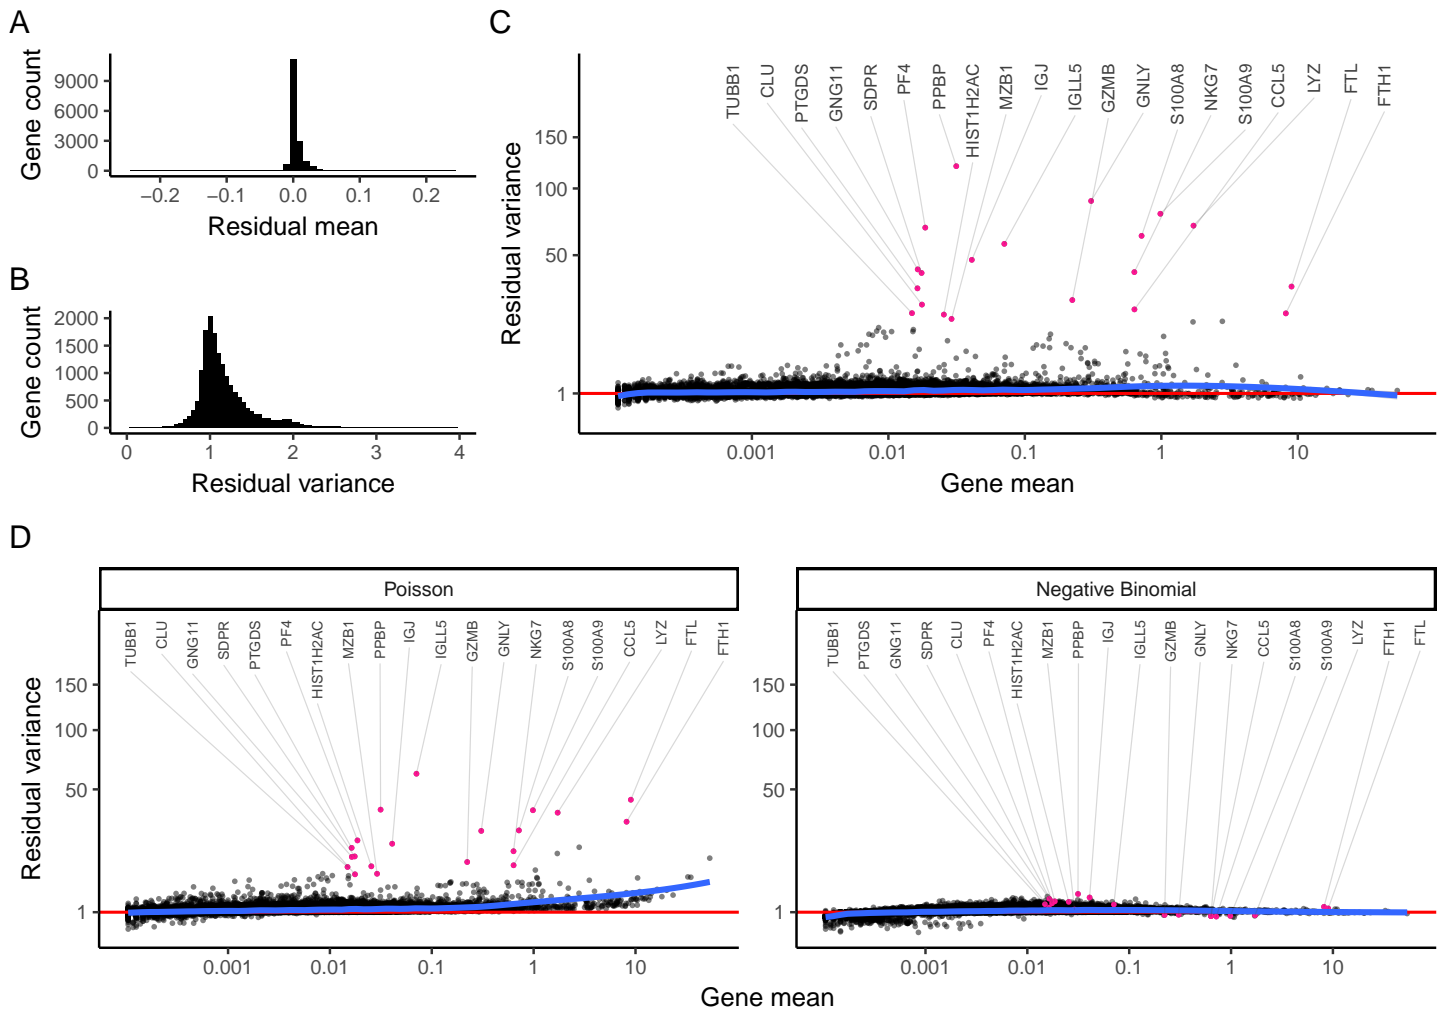 A
Gene count
9000
6000
3000
0
−0.2
−0.1
0.0
0.1
0.2
Residual mean
B
Gene count
2000
1500
1000
500
0
0
1
2
3
4
Residual variance
C
Residual variance
150
100
50
1
TUBB1
CLU
PTGDS
GNG11
SDPR
PF4
PPBP
HIST1H2AC
MZB1
IGJ
IGLL5
GZMB
GNLY
S100A8
NKG7
S100A9
CCL5
LYZ
FTL
FTH1
0.001
0.01
0.1
1
10
Gene mean
D
Poisson
Residual variance
150
100
50
1
TUBB1
CLU
GNG11
SDPR
PTGDS
PF4
HIST1H2AC
MZB1
PPBP
IGJ
IGLL5
GZMB
GNLY
NKG7
S100A8
S100A9
CCL5
LYZ
FTL
FTH1
0.001
0.01
0.1
1
10
Negative Binomial
150
100
50
1
TUBB1
PTGDS
GNG11
SDPR
CLU
PF4
HIST1H2AC
MZB1
PPBP
IGJ
IGLL5
GZMB
GNLY
NKG7
CCL5
S100A8
S100A9
LYZ
FTH1
FTL
0.001
0.01
0.1
1
10
Gene mean